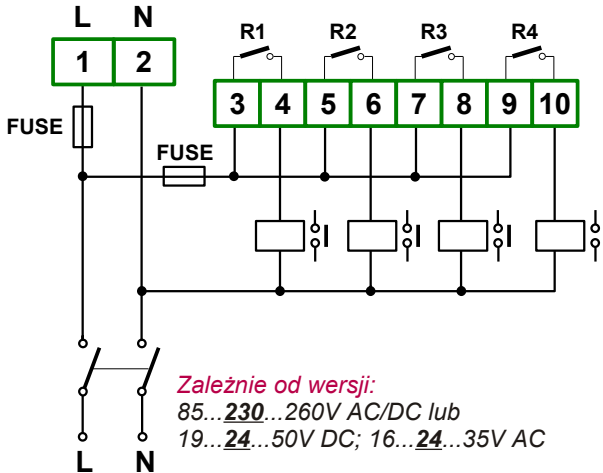 L N
R1 R2 R3 R4
1 2
3 4 5 6 7 8 9 10
FUSE
FUSE
Zależnie od wersji:
85...230...260V AC/DC lub
19...24...50V DC; 16...24...35V AC
L N